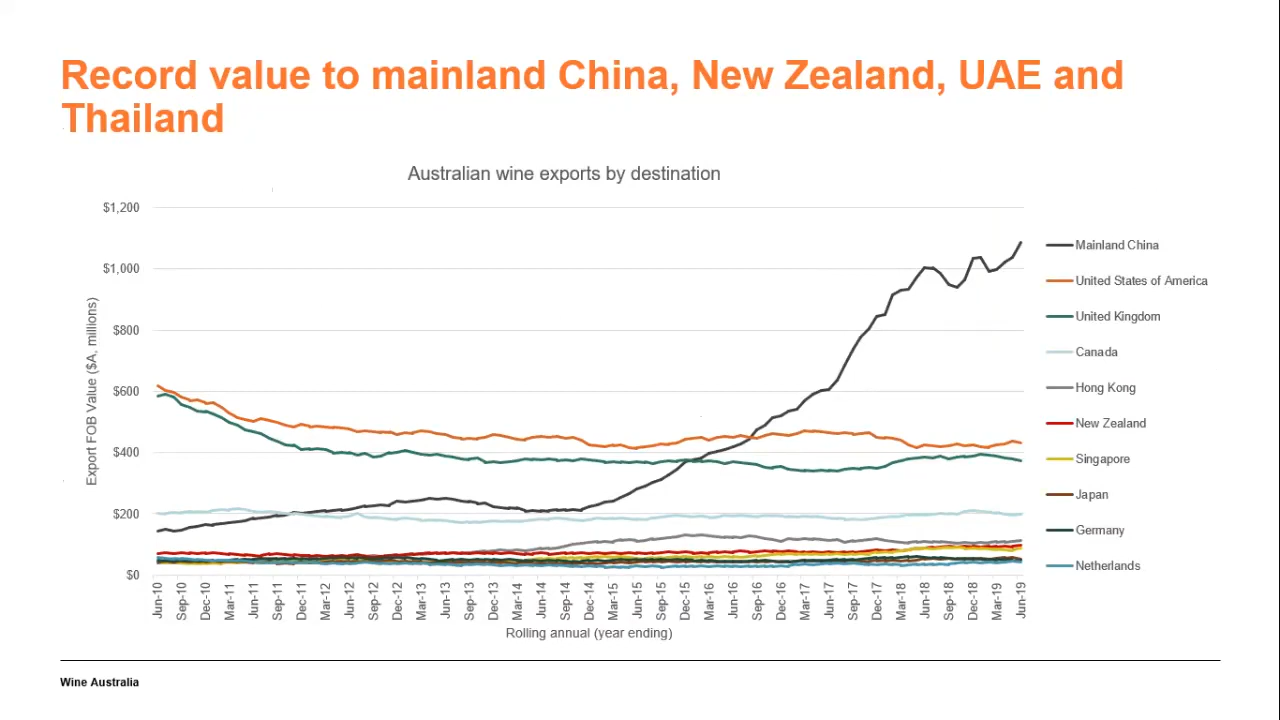 Record value to mainland China, New Zealand, UAE and
Thailand
Australian wine exports by destination
$1,200
$1,000
$800
$600
$400
$200
$0
Export FOB Value ($A, millions)
Jun-10
Sep-10
Dec-10
Mar-11
Jun-11
Sep-11
Dec-11
Mar-12
Jun-12
Sep-12
Dec-12
Mar-13
Jun-13
Sep-13
Dec-13
Mar-14
Jun-14
Sep-14
Dec-14
Mar-15
Jun-15
Sep-15
Dec-15
Mar-16
Jun-16
Sep-16
Dec-16
Mar-17
Jun-17
Sep-17
Dec-17
Mar-18
Jun-18
Sep-18
Dec-18
Mar-19
Jun-19
Rolling annual (year ending)
Mainland China
United States of America
United Kingdom
Canada
Hong Kong
New Zealand
Singapore
Japan
Germany
Netherlands
Wine Australia